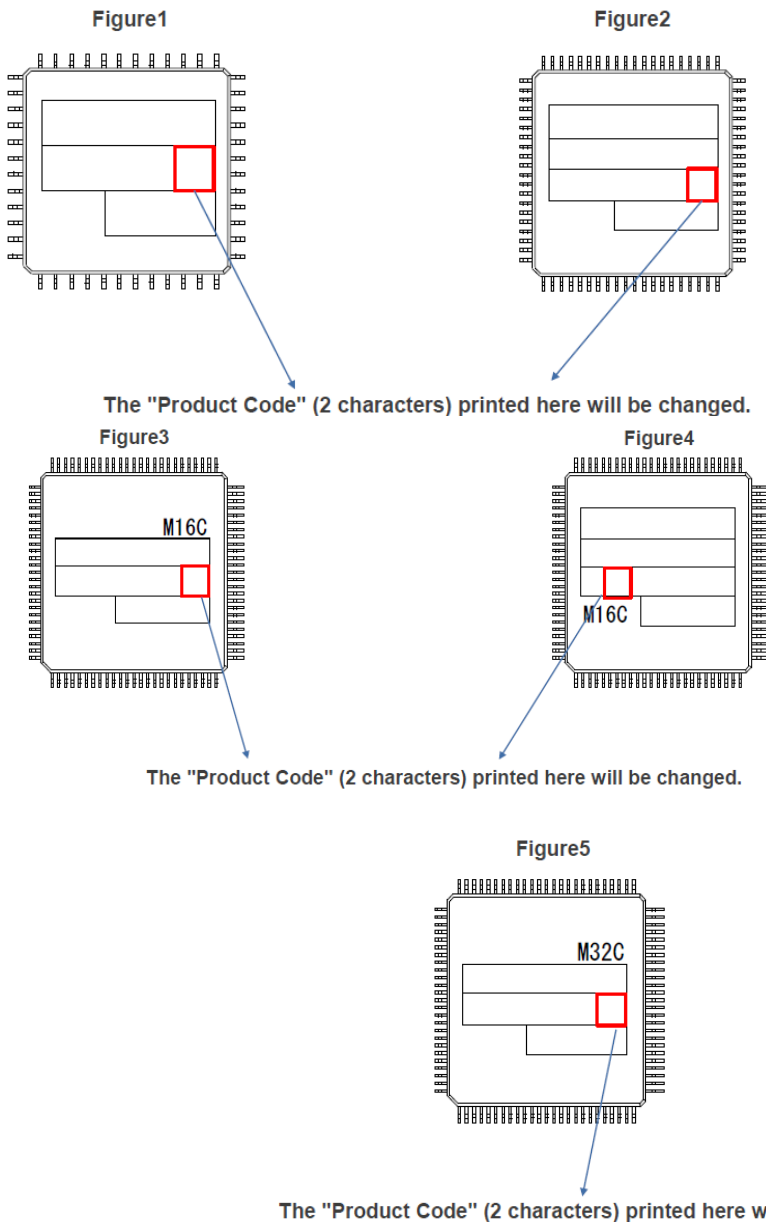 Figure1
Figure2
The "Product Code" (2 characters) printed here will be changed.
Figure3
Figure4
M16C
M16C
The "Product Code" (2 characters) printed here will be changed.
Figure5
M32C
The "Product Code" (2 characters) printed here w